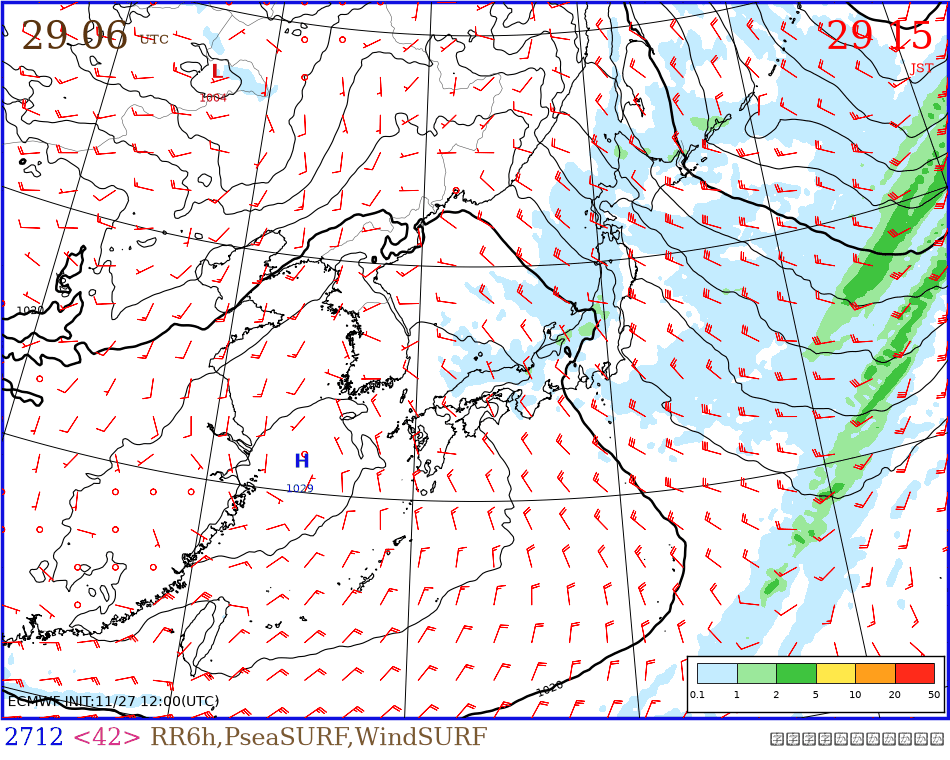 29 06 UTC
29 15
JST
L
1004
1020
H
1029
1020
0.1 1 2 5 10 20 50
ECMWF INIT:11/27 12:00(UTC)
2712 <42> RR6h,PseaSURF,WindSURF